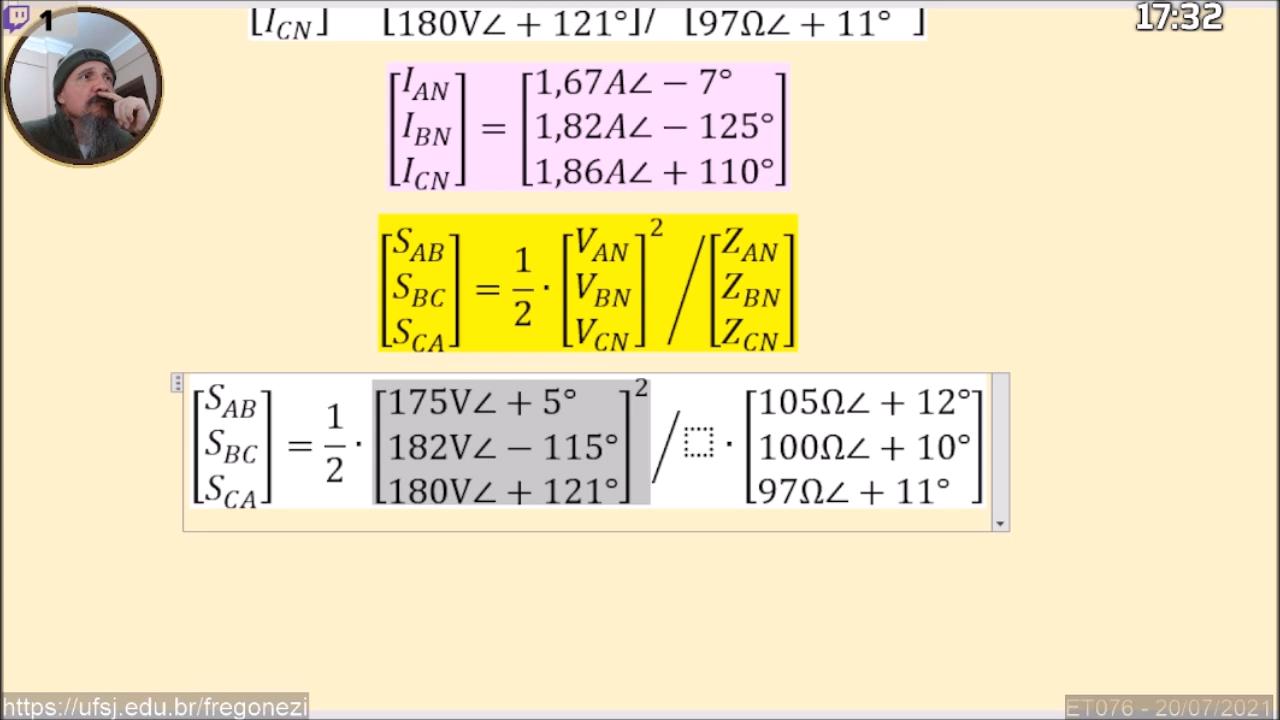 1
17:32
[I_CN] [180V∠ + 121°] / [97Ω∠ + 11°]
[I_AN] [1,67A∠ − 7°]
[I_BN] = [1,82A∠ − 125°]
[I_CN] [1,86A∠ + 110°]
[S_AB] [V_AN]² [Z_AN]
[S_BC] = 1/2 · [V_BN] / [Z_BN]
[S_CA] [V_CN] [Z_CN]
[S_AB] [175V∠ + 5°]² [105Ω∠ + 12°]
[S_BC] = 1/2 · [182V∠ − 115°] / ⬚ · [100Ω∠ + 10°]
[S_CA] [180V∠ + 121°] [97Ω∠ + 11°]
https://ufsj.edu.br/fregonezi
ET076 - 20/07/2021